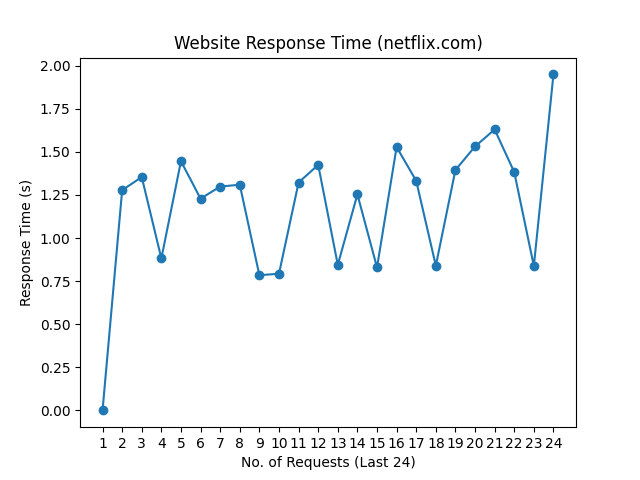 Website Response Time (netflix.com)
2.00
1.75
1.50
1.25
1.00
0.75
0.50
0.25
0.00
Response Time (s)
1 2 3 4 5 6 7 8 9 10 11 12 13 14 15 16 17 18 19 20 21 22 23 24
No. of Requests (Last 24)